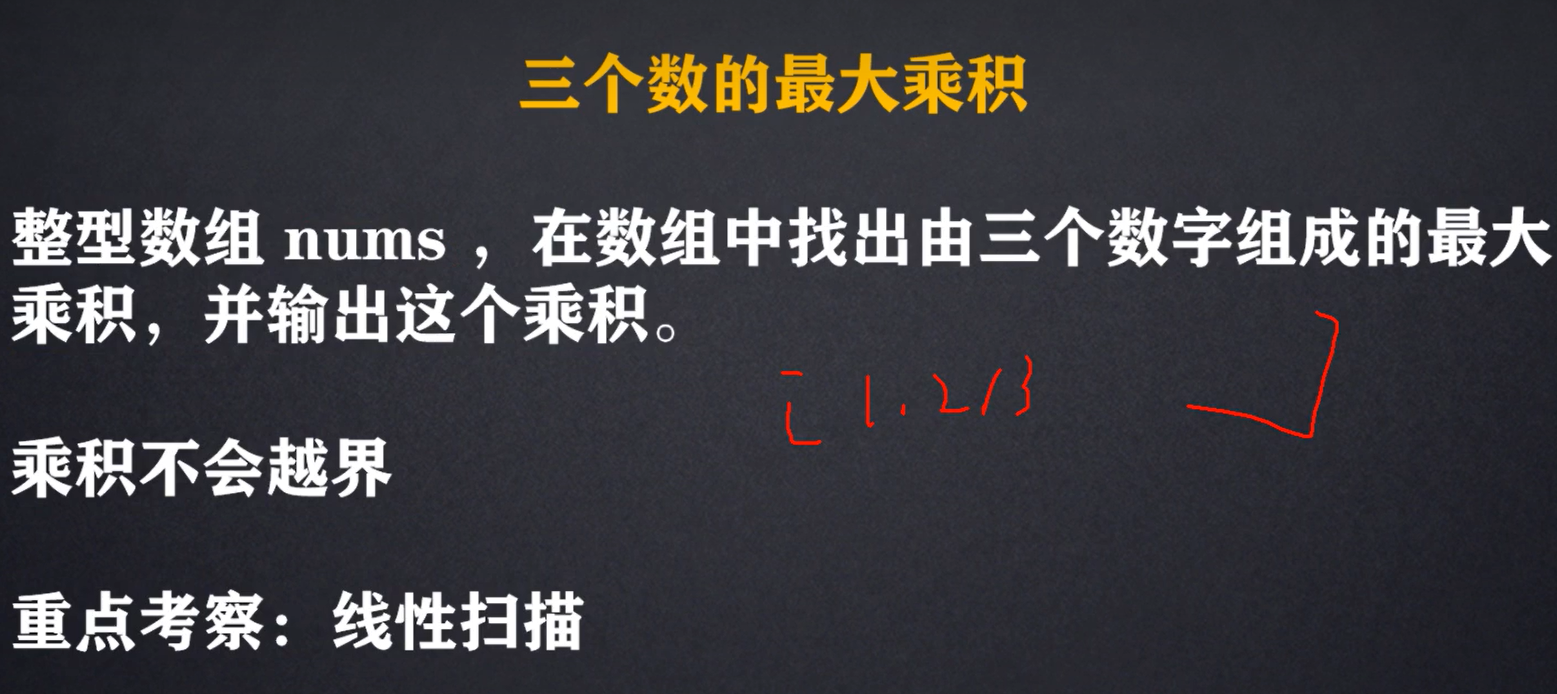 三个数的最大乘积
整型数组 nums ，在数组中找出由三个数字组成的最大
乘积，并输出这个乘积。
[ 1.2/3 ]
乘积不会越界
重点考察：线性扫描